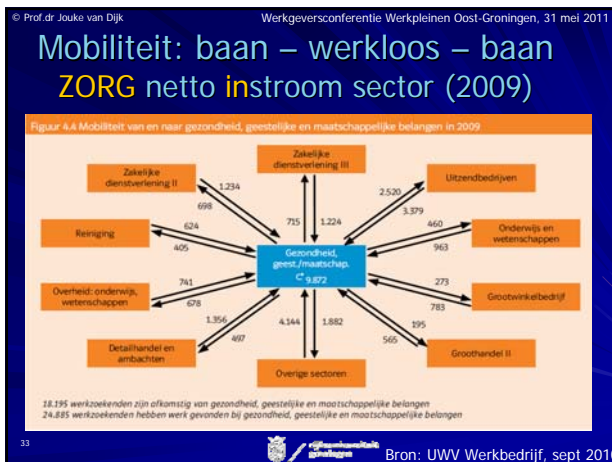 © Prof.dr Jouke van Dijk
Werkgeversconferentie Werkpleinen Oost-Groningen, 31 mei 2011
Mobiliteit: baan – werkloos – baan
ZORG netto instroom sector (2009)
Figuur 4.4 Mobiliteit van en naar gezondheid, geestelijke en maatschappelijke belangen in 2009
Zakelijke
dienstverlening II
Zakelijke
dienstverlening III
Uitzendbedrijven
1.234
698
715
1.224
2.520
3.379
Reiniging
624
405
460
963
Onderwijs en
wetenschappen
Gezondheid,
geest./maatschap.
9.872
Overheid: onderwijs,
wetenschappen
741
678
273
783
Grootwinkelbedrijf
Detailhandel en
ambachten
1.356
497
4.144
1.882
195
565
Groothandel II
Overige sectoren
18.195 werkzoekenden zijn afkomstig van gezondheid, geestelijke en maatschappelijke belangen
24.885 werkzoekenden hebben werk gevonden bij gezondheid, geestelijke en maatschappelijke belangen
33
rijksuniversiteit
groningen
Bron: UWV Werkbedrijf, sept 201